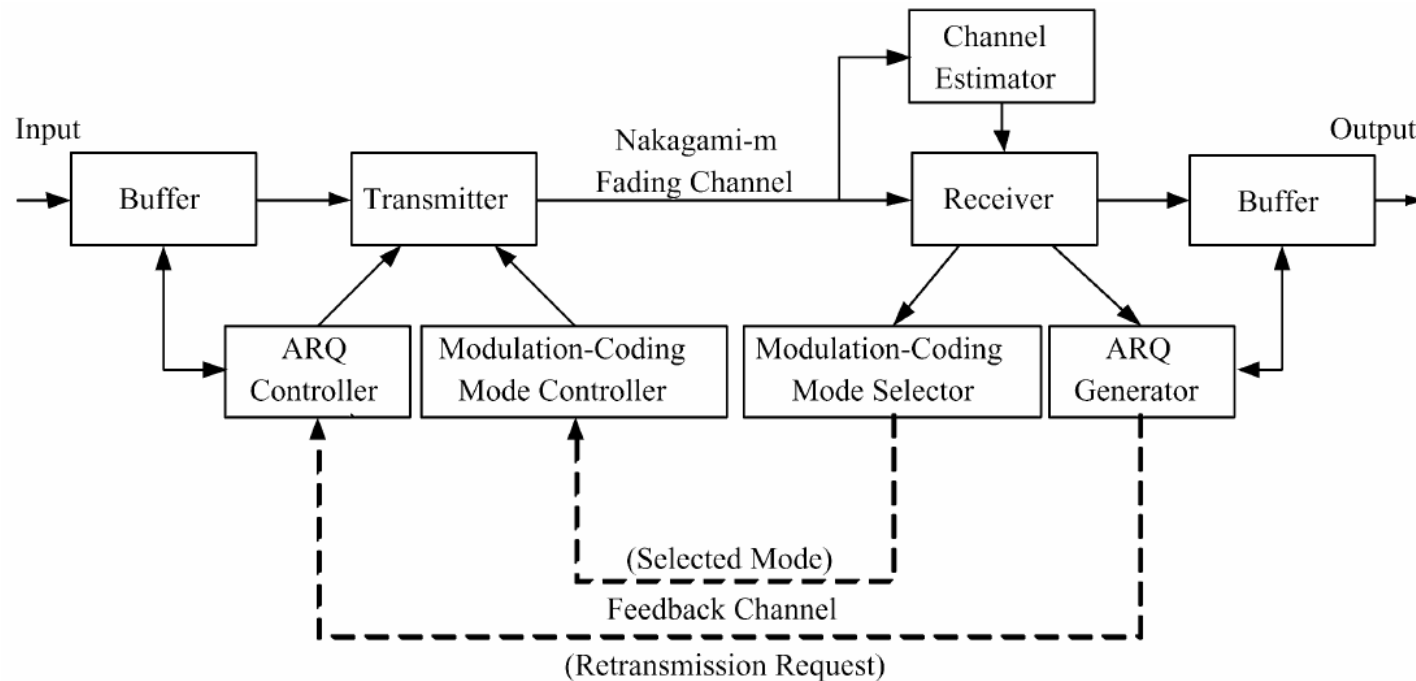 Channel
Estimator
Input
Nakagami-m
Output
Fading Channel
Buffer
Transmitter
Receiver
Buffer
ARQ
Controller
Modulation-Coding
Mode Controller
Modulation-Coding
Mode Selector
ARQ
Generator
(Selected Mode)
Feedback Channel
(Retransmission Request)